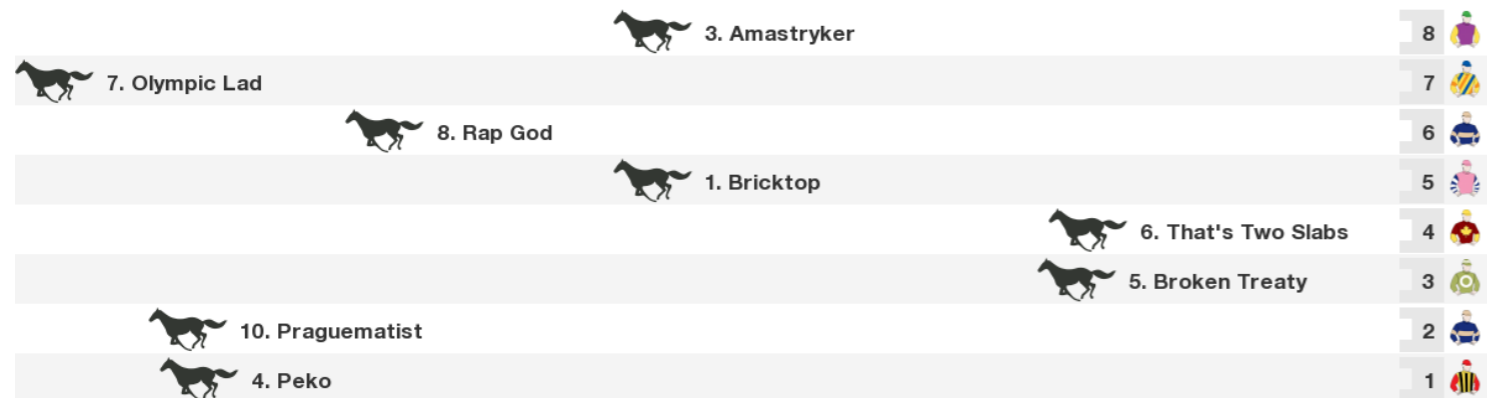 3. Amastryker 8
7. Olympic Lad 7
8. Rap God 6
1. Bricktop 5
6. That's Two Slabs 4
5. Broken Treaty 3
10. Praguematist 2
4. Peko 1